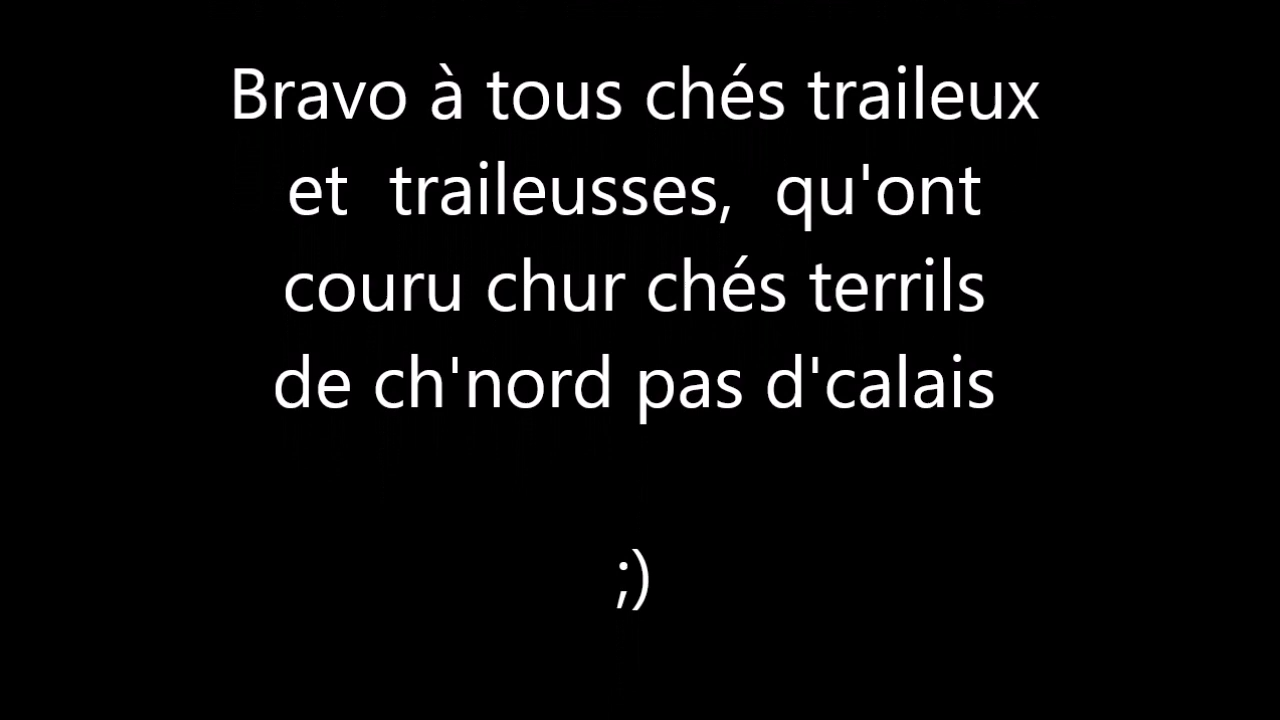 Bravo à tous chés traileux
et traileusses, qu'ont
couru chur chés terrils
de ch'nord pas d'calais
;)